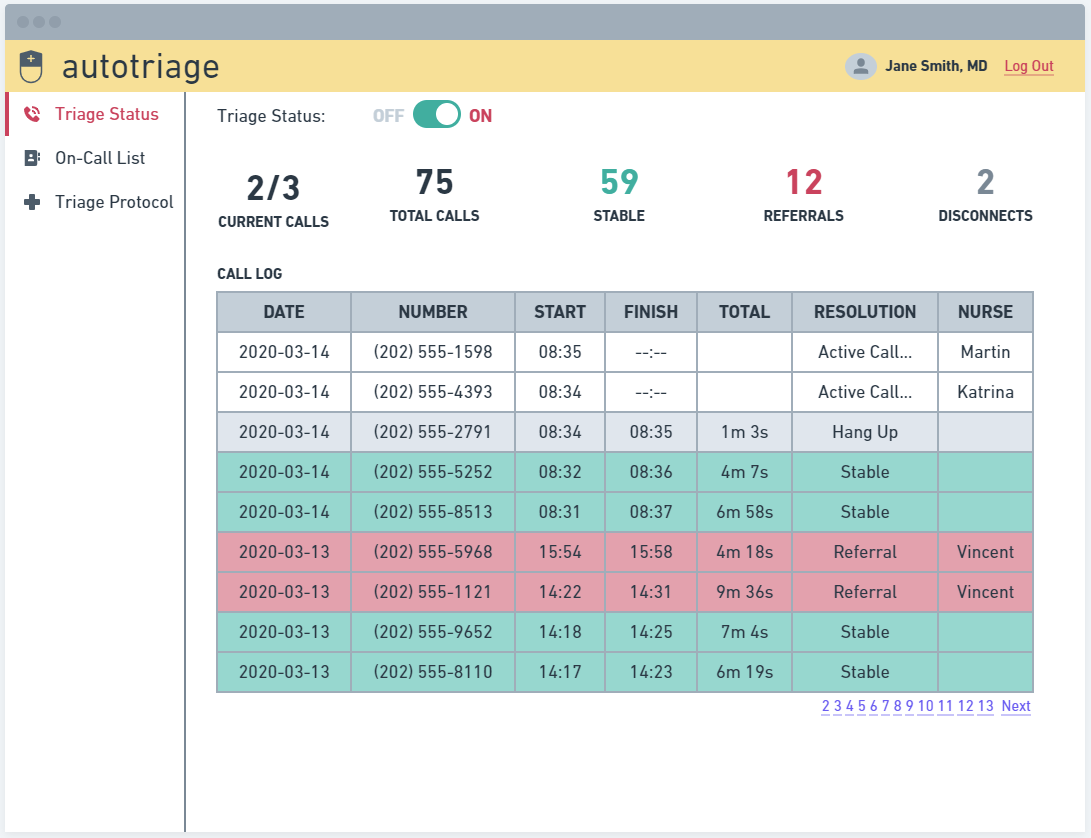 autotriage
Jane Smith, MD Log Out
Triage Status
On-Call List
Triage Protocol
Triage Status: OFF ON
2/3 75 59 12 2
CURRENT CALLS TOTAL CALLS STABLE REFERRALS DISCONNECTS
CALL LOG
DATE NUMBER START FINISH TOTAL RESOLUTION NURSE
2020-03-14 (202) 555-1598 08:35 --:-- Active Call... Martin
2020-03-14 (202) 555-4393 08:34 --:-- Active Call... Katrina
2020-03-14 (202) 555-2791 08:34 08:35 1m 3s Hang Up
2020-03-14 (202) 555-5252 08:32 08:36 4m 7s Stable
2020-03-14 (202) 555-8513 08:31 08:37 6m 58s Stable
2020-03-13 (202) 555-5968 15:54 15:58 4m 18s Referral Vincent
2020-03-13 (202) 555-1121 14:22 14:31 9m 36s Referral Vincent
2020-03-13 (202) 555-9652 14:18 14:25 7m 4s Stable
2020-03-13 (202) 555-8110 14:17 14:23 6m 19s Stable
2 3 4 5 6 7 8 9 10 11 12 13 Next